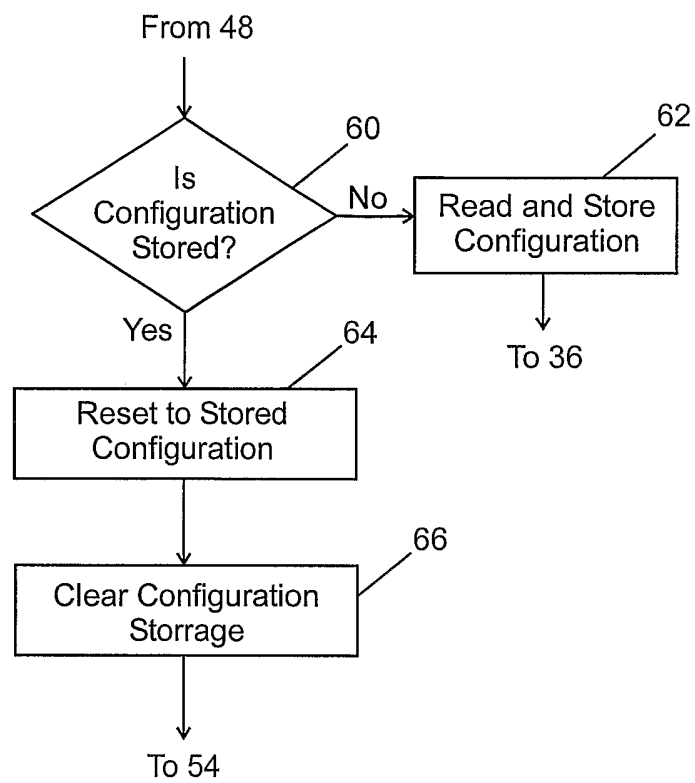 From 48
60
Is
Configuration
Stored?
No
62
Read and Store
Configuration
To 36
Yes
64
Reset to Stored
Configuration
66
Clear Configuration
Storrage
To 54